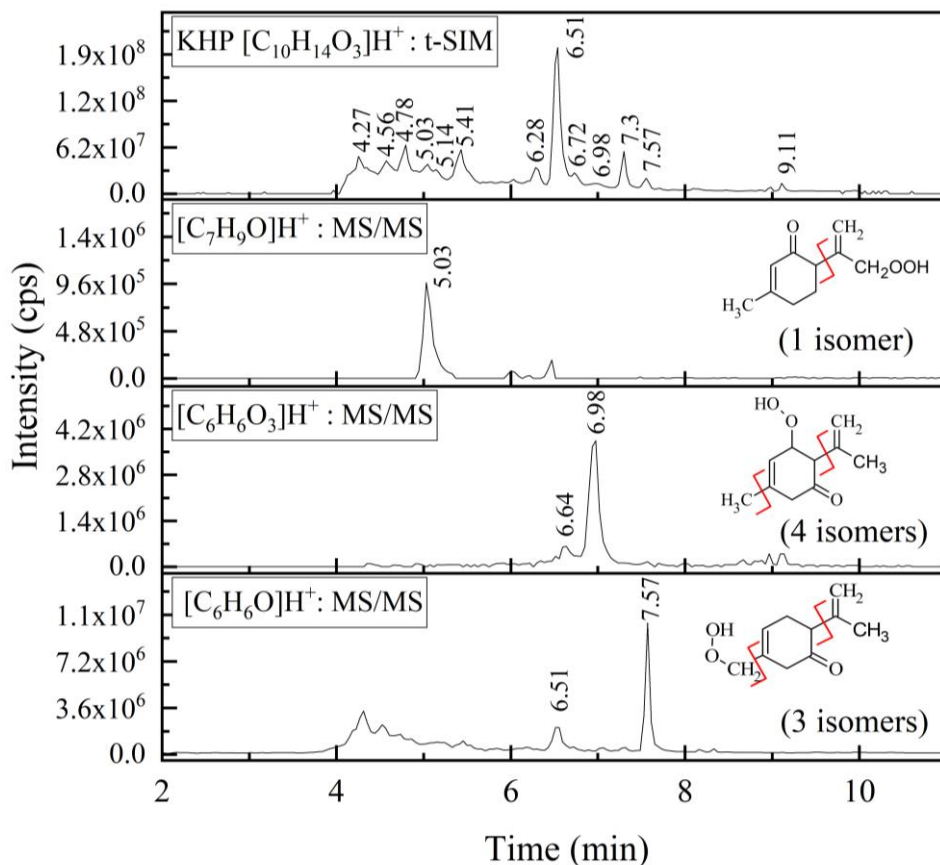 KHP [C₁₀H₁₄O₃]H⁺ : t-SIM
1.9x10⁸
1.2x10⁸
6.2x10⁷
0.0
4.27
4.56
4.78
5.03
5.14
5.41
6.28
6.51
6.72
6.98
7.3
7.57
9.11
[C₇H₉O]H⁺ : MS/MS
1.4x10⁶
9.6x10⁵
4.8x10⁵
0.0
5.03
O
CH₂
CH₂OOH
H₃C
(1 isomer)
[C₆H₆O₃]H⁺ : MS/MS
4.2x10⁶
2.8x10⁶
1.4x10⁶
0.0
6.64
6.98
HO
O
CH₂
CH₃
H₃C
O
(4 isomers)
[C₆H₆O]H⁺: MS/MS
1.1x10⁷
7.2x10⁶
3.6x10⁶
0.0
6.51
7.57
CH₂
OH
CH₃
O
CH₂
O
(3 isomers)
2 4 6 8 10
Time (min)
Intensity (cps)